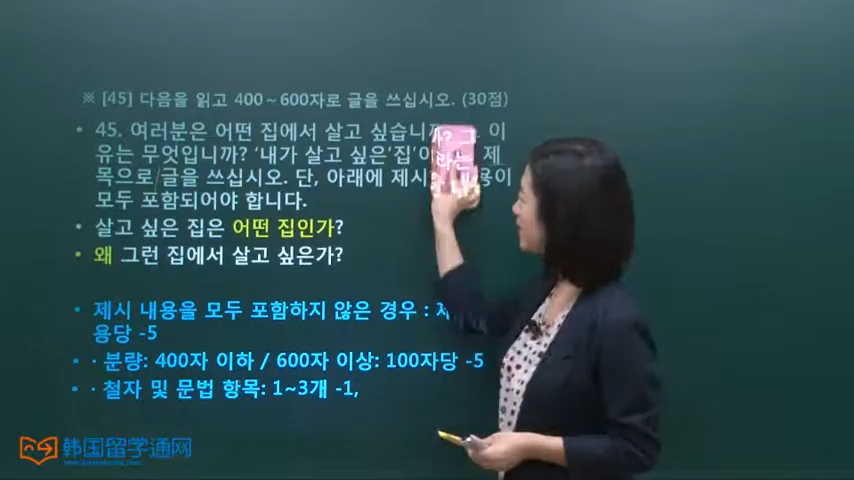 ※ [45] 다음을 읽고 400~600자로 글을 쓰십시오. (30점)
• 45. 여러분은 어떤 집에서 살고 싶습니까? 그 이
유는 무엇입니까? ‘내가 살고 싶은 집’이라는 제
목으로 글을 쓰십시오. 단, 아래에 제시 내용이
모두 포함되어야 합니다.
• 살고 싶은 집은 어떤 집인가?
• 왜 그런 집에서 살고 싶은가?
• 제시 내용을 모두 포함하지 않은 경우 :
용당 -5
• · 분량: 400자 이하 / 600자 이상: 100자당 -5
• · 철자 및 문법 항목: 1~3개 -1,
韩国留学通网